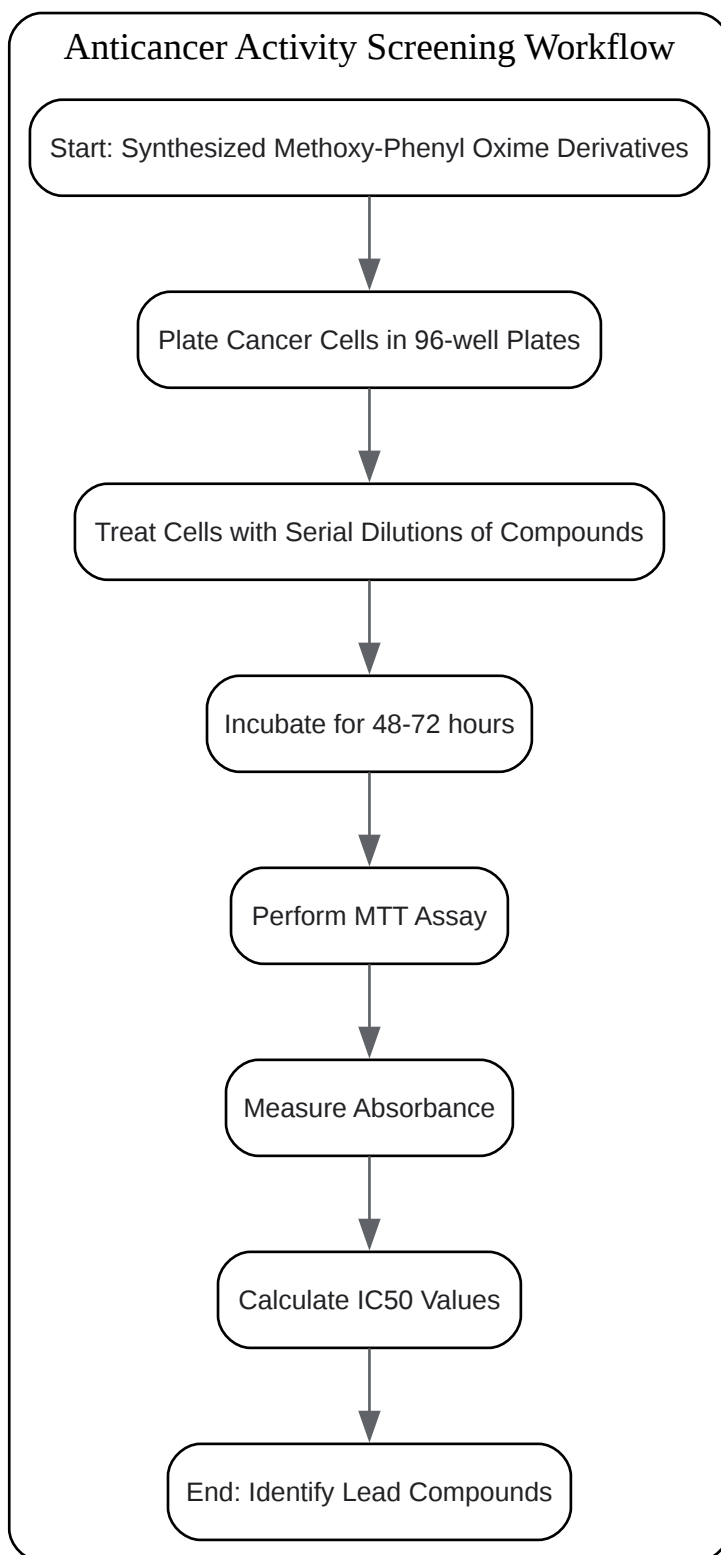 Anticancer Activity Screening Workflow
Start: Synthesized Methoxy-Phenyl Oxime Derivatives
Plate Cancer Cells in 96-well Plates
Treat Cells with Serial Dilutions of Compounds
Incubate for 48-72 hours
Perform MTT Assay
Measure Absorbance
Calculate IC50 Values
End: Identify Lead Compounds